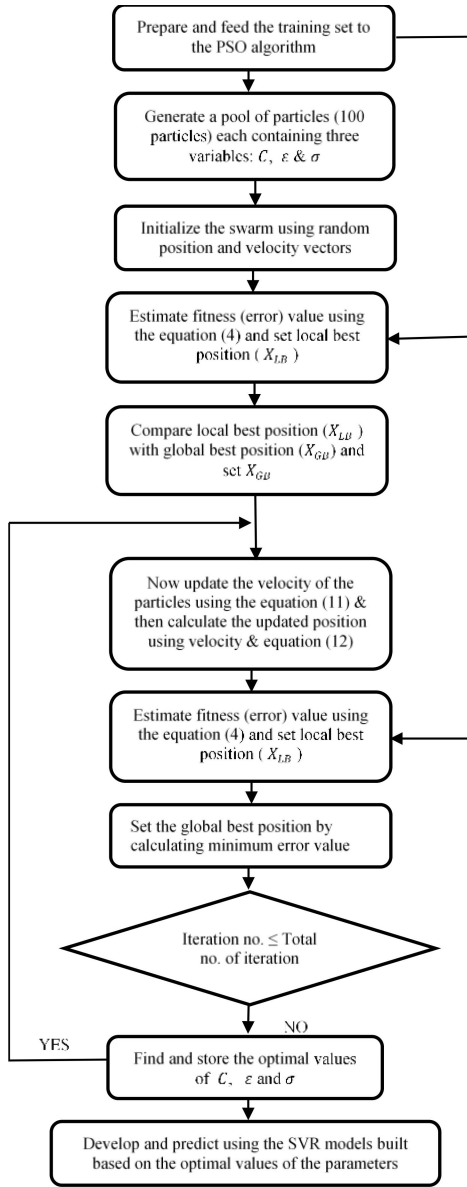 Prepare and feed the training set to
the PSO algorithm
Generate a pool of particles (100
particles) each containing three
variables: C, ε & σ
Initialize the swarm using random
position and velocity vectors
Estimate fitness (error) value using
the equation (4) and set local best
position ( X_LB )
Compare local best position (X_LB )
with global best position (X_GB) and
set X_GB
Now update the velocity of the
particles using the equation (11) &
then calculate the updated position
using velocity & equation (12)
Estimate fitness (error) value using
the equation (4) and set local best
position ( X_LB )
Set the global best position by
calculating minimum error value
Iteration no. ≤ Total
no. of iteration
NO
YES
Find and store the optimal values
of C, ε and σ
Develop and predict using the SVR models built
based on the optimal values of the parameters